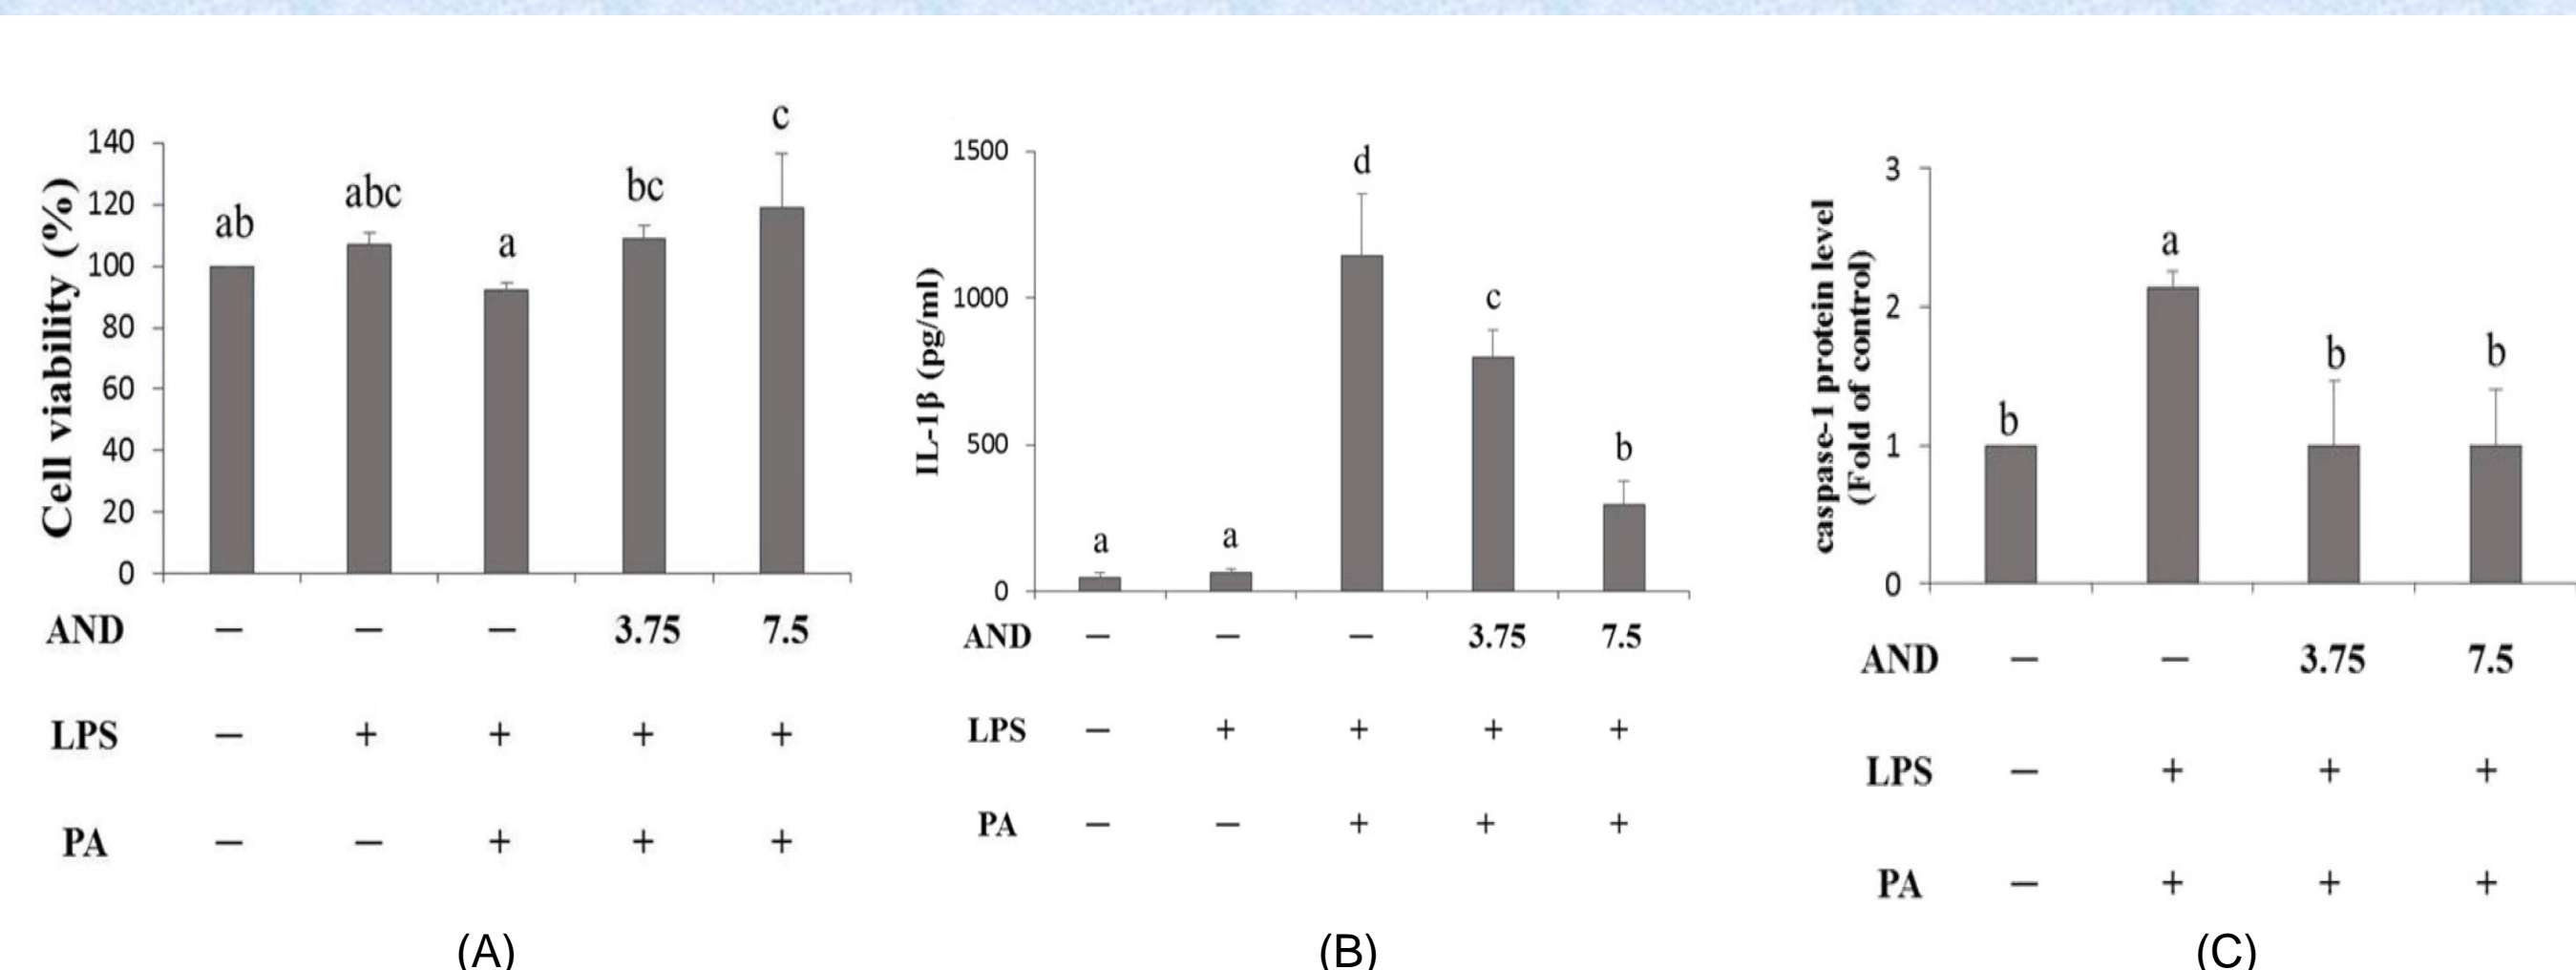 Cell viability (%)
140
120
100
80
60
40
20
0
ab
abc
a
bc
c
AND — — — 3.75 7.5
LPS — + + + +
PA — — + + +
(A)
IL-1β (pg/ml)
1500
1000
500
0
a
a
d
c
b
AND — — — 3.75 7.5
LPS — + + + +
PA — — + + +
(B)
caspase-1 protein level
(Fold of control)
3
2
1
0
b
a
b
b
AND — — 3.75 7.5
LPS — + + +
PA — + + +
(C)